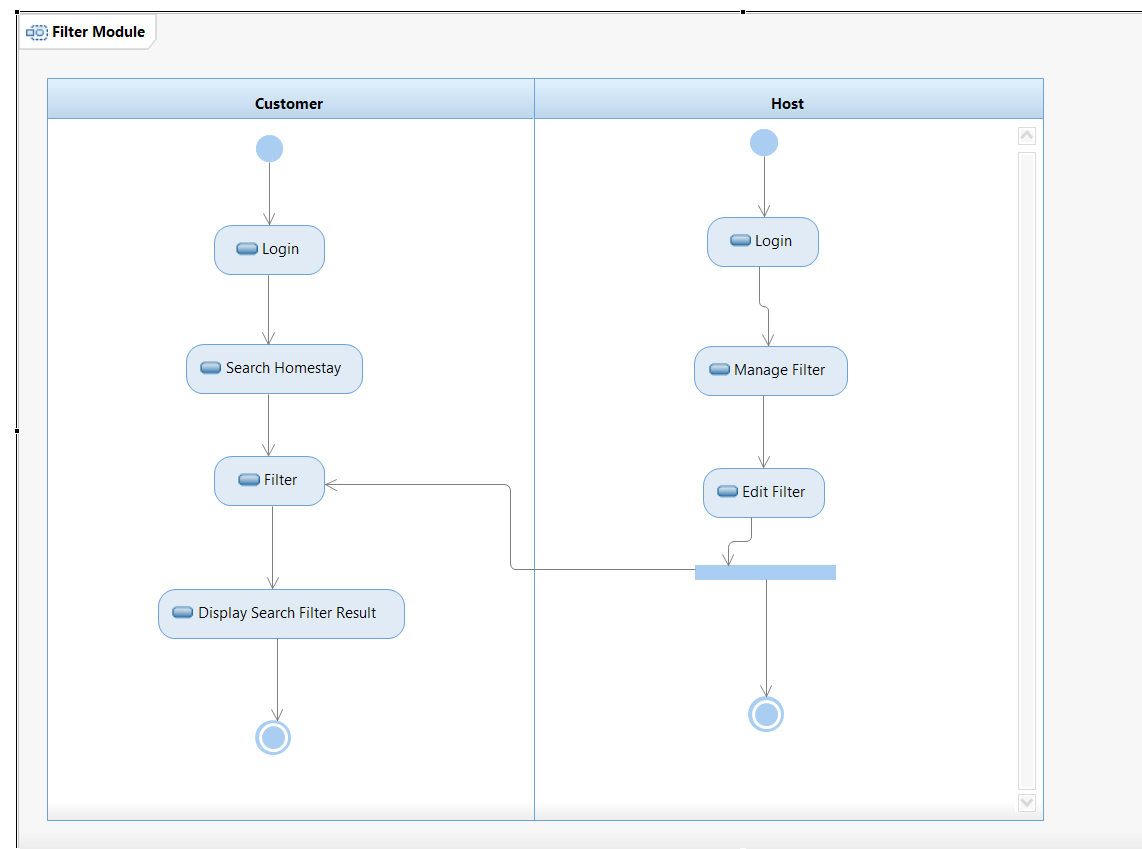 Filter Module
Customer
Host
Login
Login
Search Homestay
Manage Filter
Filter
Edit Filter
Display Search Filter Result